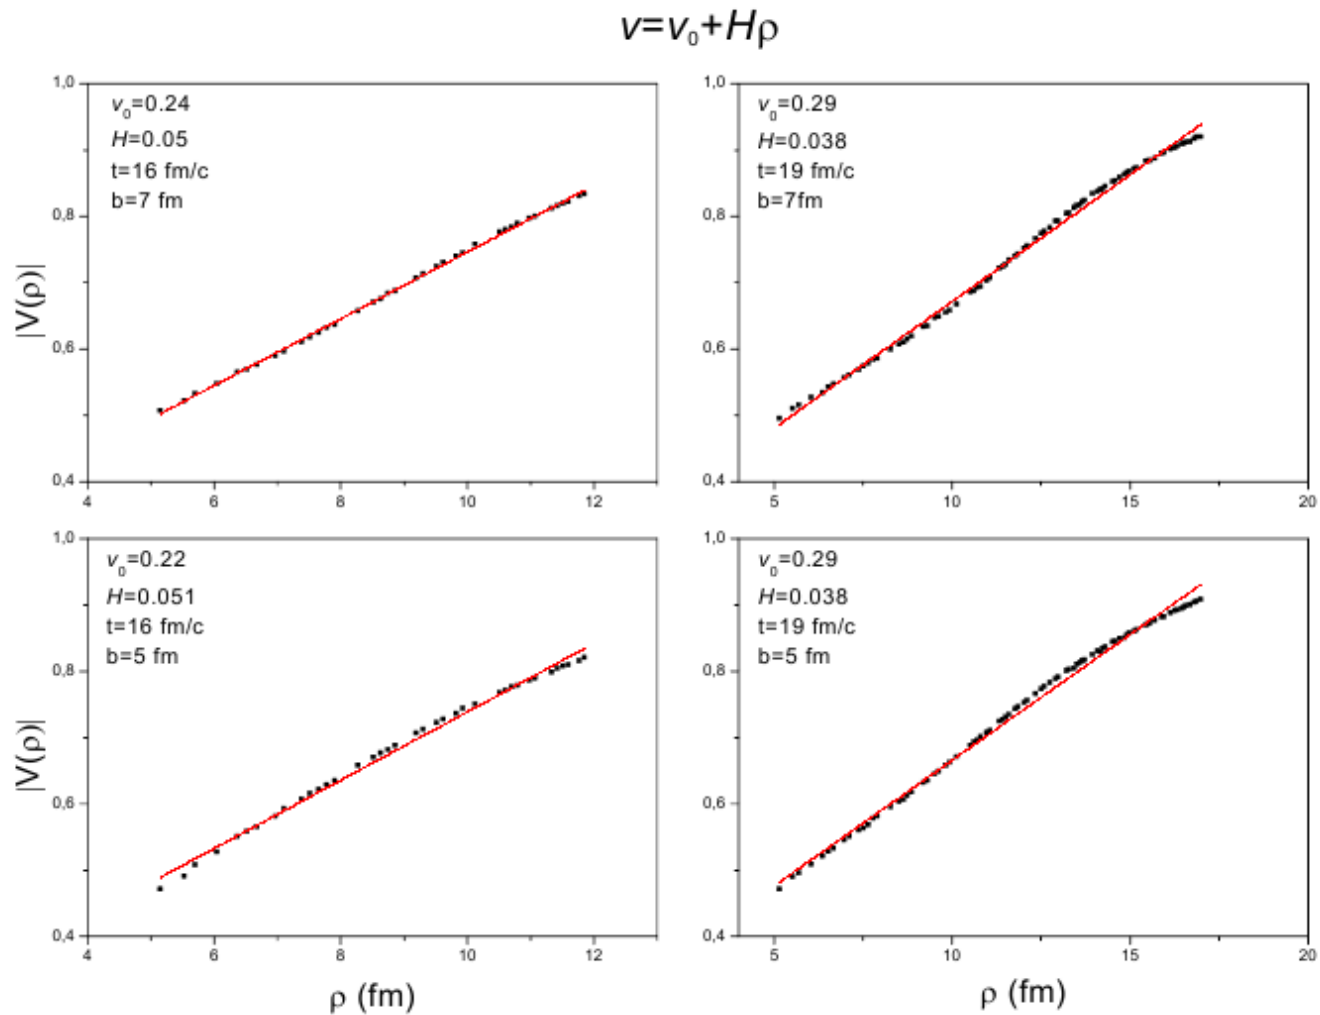 v=v₀+Hρ
1,0
0,8
0,6
0,4
v₀=0.24
H=0.05
t=16 fm/c
b=7 fm
4
6
8
10
12
|V(ρ)|
1,0
0,8
0,6
0,4
v₀=0.29
H=0.038
t=19 fm/c
b=7fm
5
10
15
20
1,0
0,8
0,6
0,4
v₀=0.22
H=0.051
t=16 fm/c
b=5 fm
4
6
8
10
12
|V(ρ)|
ρ (fm)
1,0
0,8
0,6
0,4
v₀=0.29
H=0.038
t=19 fm/c
b=5 fm
5
10
15
20
ρ (fm)